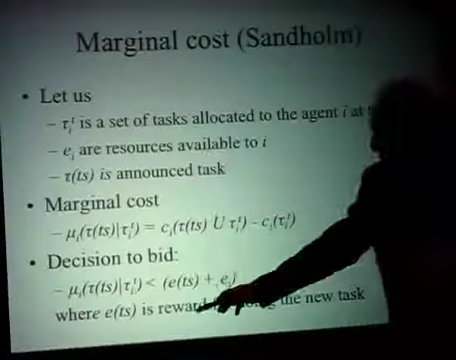 Marginal cost (Sandholm)
• Let us
– τᵢᵗ is a set of tasks allocated to the agent i at
– eᵢ are resources available to i
– τ(ts) is announced task
• Marginal cost
– μᵢ(τ(ts)|τᵢᵗ) = cᵢ(τ(ts) U τᵢᵗ) - cᵢ(τᵢᵗ)
• Decision to bid:
– μᵢ(τ(ts)|τᵢᵗ) < (e(ts) + eᵢ)
where e(ts) is reward the new task